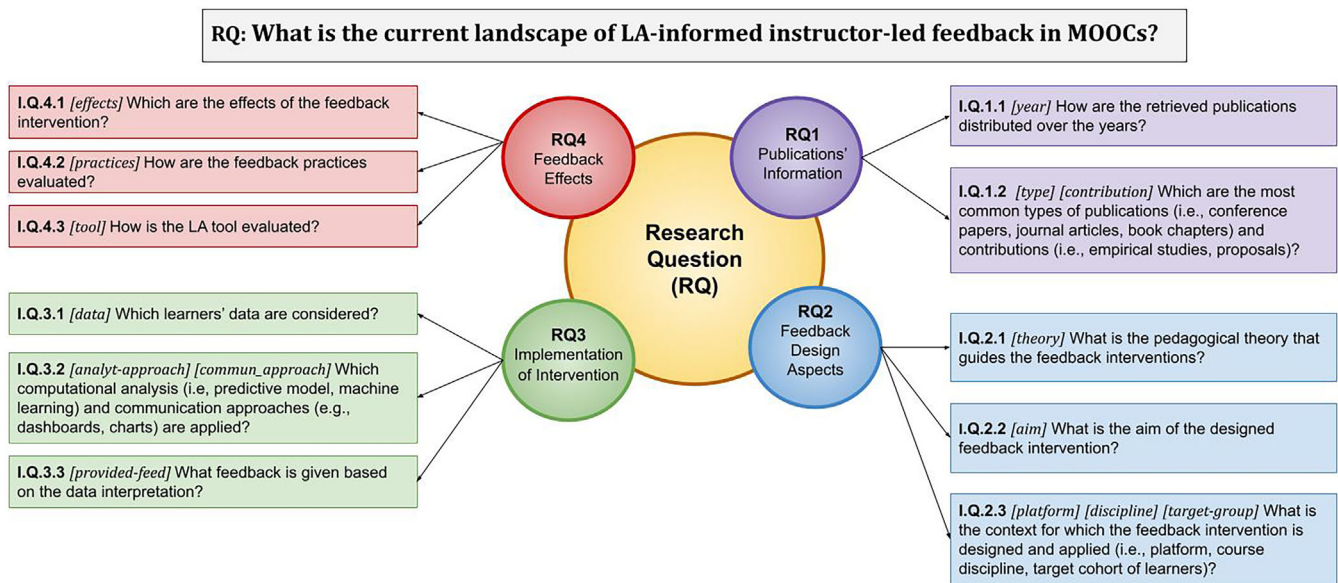 RQ: What is the current landscape of LA-informed instructor-led feedback in MOOCs?
I.Q.4.1 [effects] Which are the effects of the feedback
intervention?
I.Q.4.2 [practices] How are the feedback practices
evaluated?
I.Q.4.3 [tool] How is the LA tool evaluated?
RQ4
Feedback
Effects
RQ1
Publications'
Information
I.Q.1.1 [year] How are the retrieved publications
distributed over the years?
I.Q.1.2 [type] [contribution] Which are the most
common types of publications (i.e., conference
papers, journal articles, book chapters) and
contributions (i.e., empirical studies, proposals)?
Research
Question
(RQ)
I.Q.3.1 [data] Which learners' data are considered?
I.Q.3.2 [analyt-approach] [commun_approach] Which
computational analysis (i.e, predictive model, machine
learning) and communication approaches (e.g.,
dashboards, charts) are applied?
I.Q.3.3 [provided-feed] What feedback is given based
on the data interpretation?
RQ3
Implementation
of Intervention
RQ2
Feedback
Design
Aspects
I.Q.2.1 [theory] What is the pedagogical theory that
guides the feedback interventions?
I.Q.2.2 [aim] What is the aim of the designed
feedback intervention?
I.Q.2.3 [platform] [discipline] [target-group] What is
the context for which the feedback intervention is
designed and applied (i.e., platform, course
discipline, target cohort of learners)?